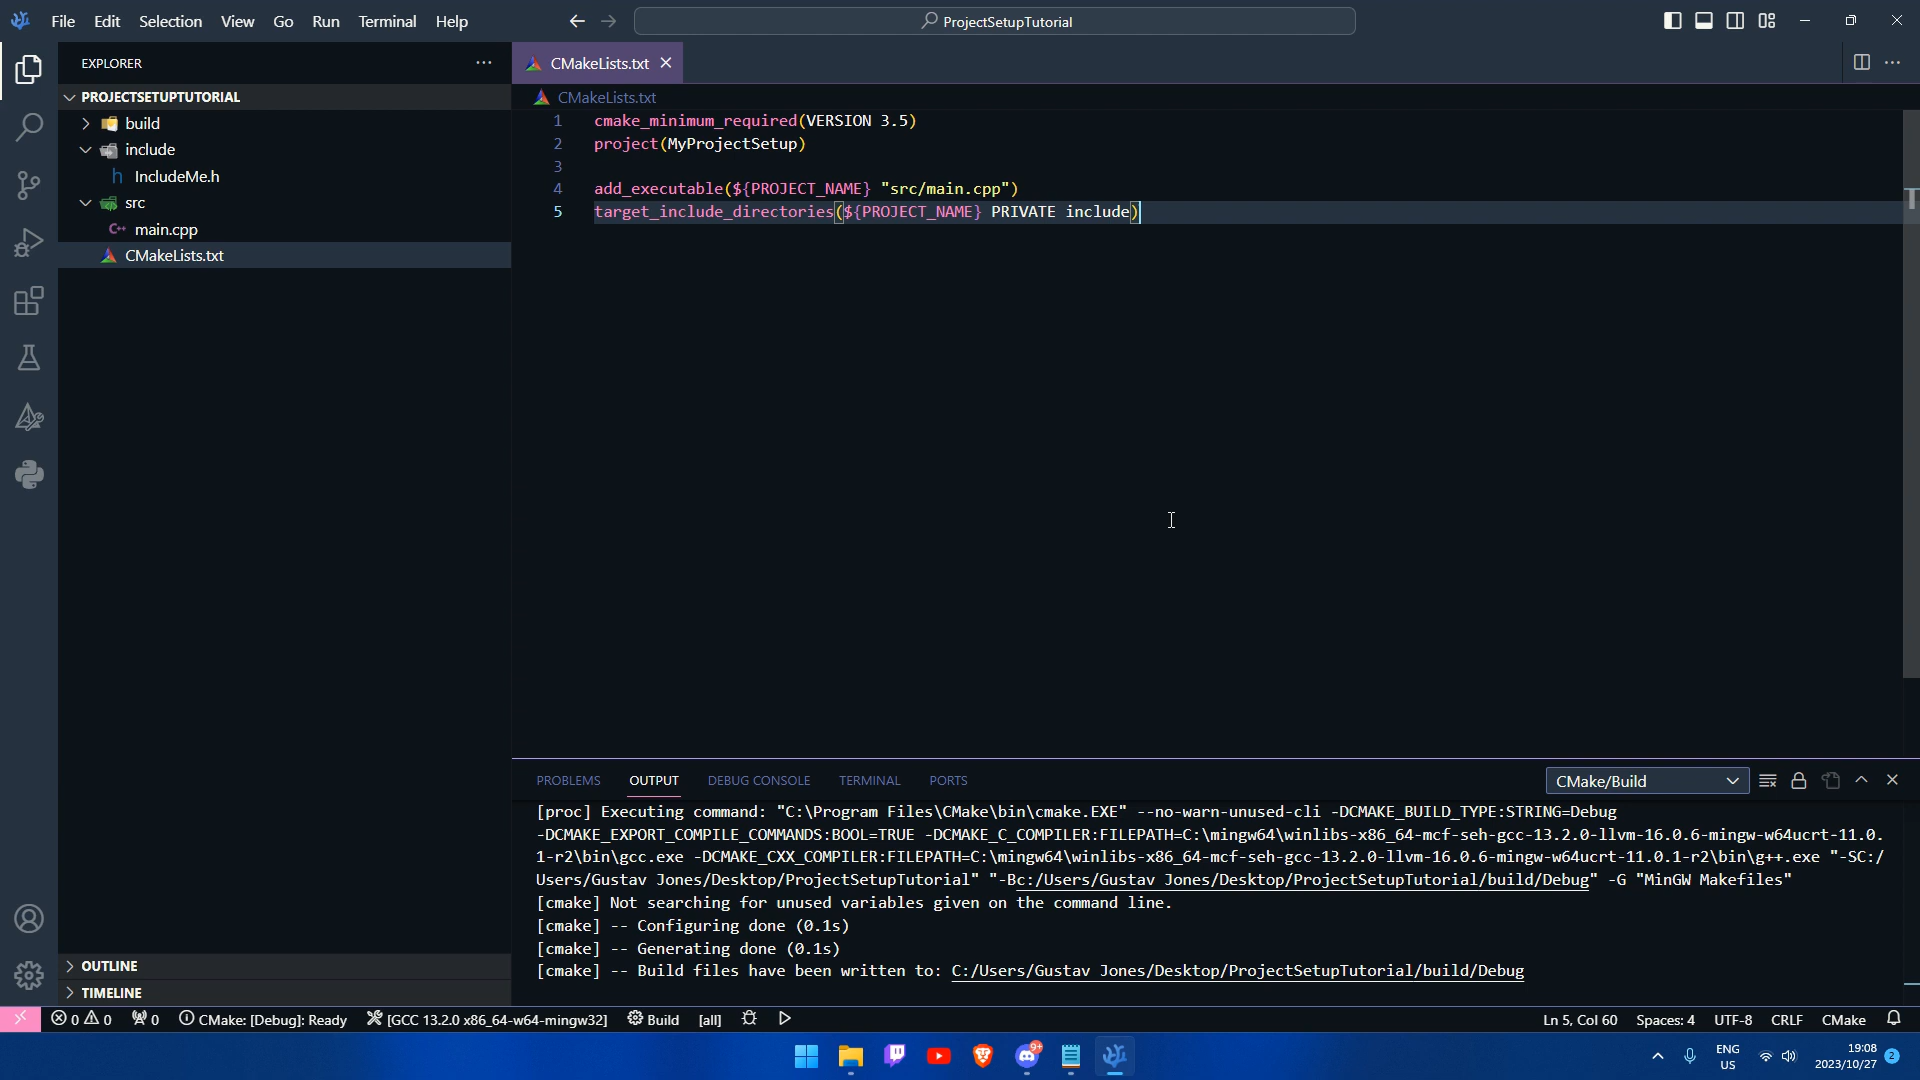 File Edit Selection View Go Run Terminal Help
ProjectSetupTutorial
EXPLORER
PROJECTSETUPTUTORIAL
build
include
h IncludeMe.h
src
C++ main.cpp
CMakeLists.txt
CMakeLists.txt
CMakeLists.txt
1 cmake_minimum_required(VERSION 3.5)
2 project(MyProjectSetup)
3
4 add_executable(${PROJECT_NAME} "src/main.cpp")
5 target_include_directories(${PROJECT_NAME} PRIVATE include)
PROBLEMS OUTPUT DEBUG CONSOLE TERMINAL PORTS
CMake/Build
[proc] Executing command: "C:\Program Files\CMake\bin\cmake.EXE" --no-warn-unused-cli -DCMAKE_BUILD_TYPE:STRING=Debug
-DCMAKE_EXPORT_COMPILE_COMMANDS:BOOL=TRUE -DCMAKE_C_COMPILER:FILEPATH=C:\mingw64\winlibs-x86_64-mcf-seh-gcc-13.2.0-llvm-16.0.6-mingw-w64ucrt-11.0.
1-r2\bin\gcc.exe -DCMAKE_CXX_COMPILER:FILEPATH=C:\mingw64\winlibs-x86_64-mcf-seh-gcc-13.2.0-llvm-16.0.6-mingw-w64ucrt-11.0.1-r2\bin\g++.exe "-SC:/
Users/Gustav Jones/Desktop/ProjectSetupTutorial" "-Bc:/Users/Gustav Jones/Desktop/ProjectSetupTutorial/build/Debug" -G "MinGW Makefiles"
[cmake] Not searching for unused variables given on the command line.
[cmake] -- Configuring done (0.1s)
[cmake] -- Generating done (0.1s)
[cmake] -- Build files have been written to: C:/Users/Gustav Jones/Desktop/ProjectSetupTutorial/build/Debug
OUTLINE
TIMELINE
0 0 0 CMake: [Debug]: Ready [GCC 13.2.0 x86_64-w64-mingw32] Build [all]
Ln 5, Col 60 Spaces: 4 UTF-8 CRLF CMake
9+
ENG
US
19:08
2023/10/27
2